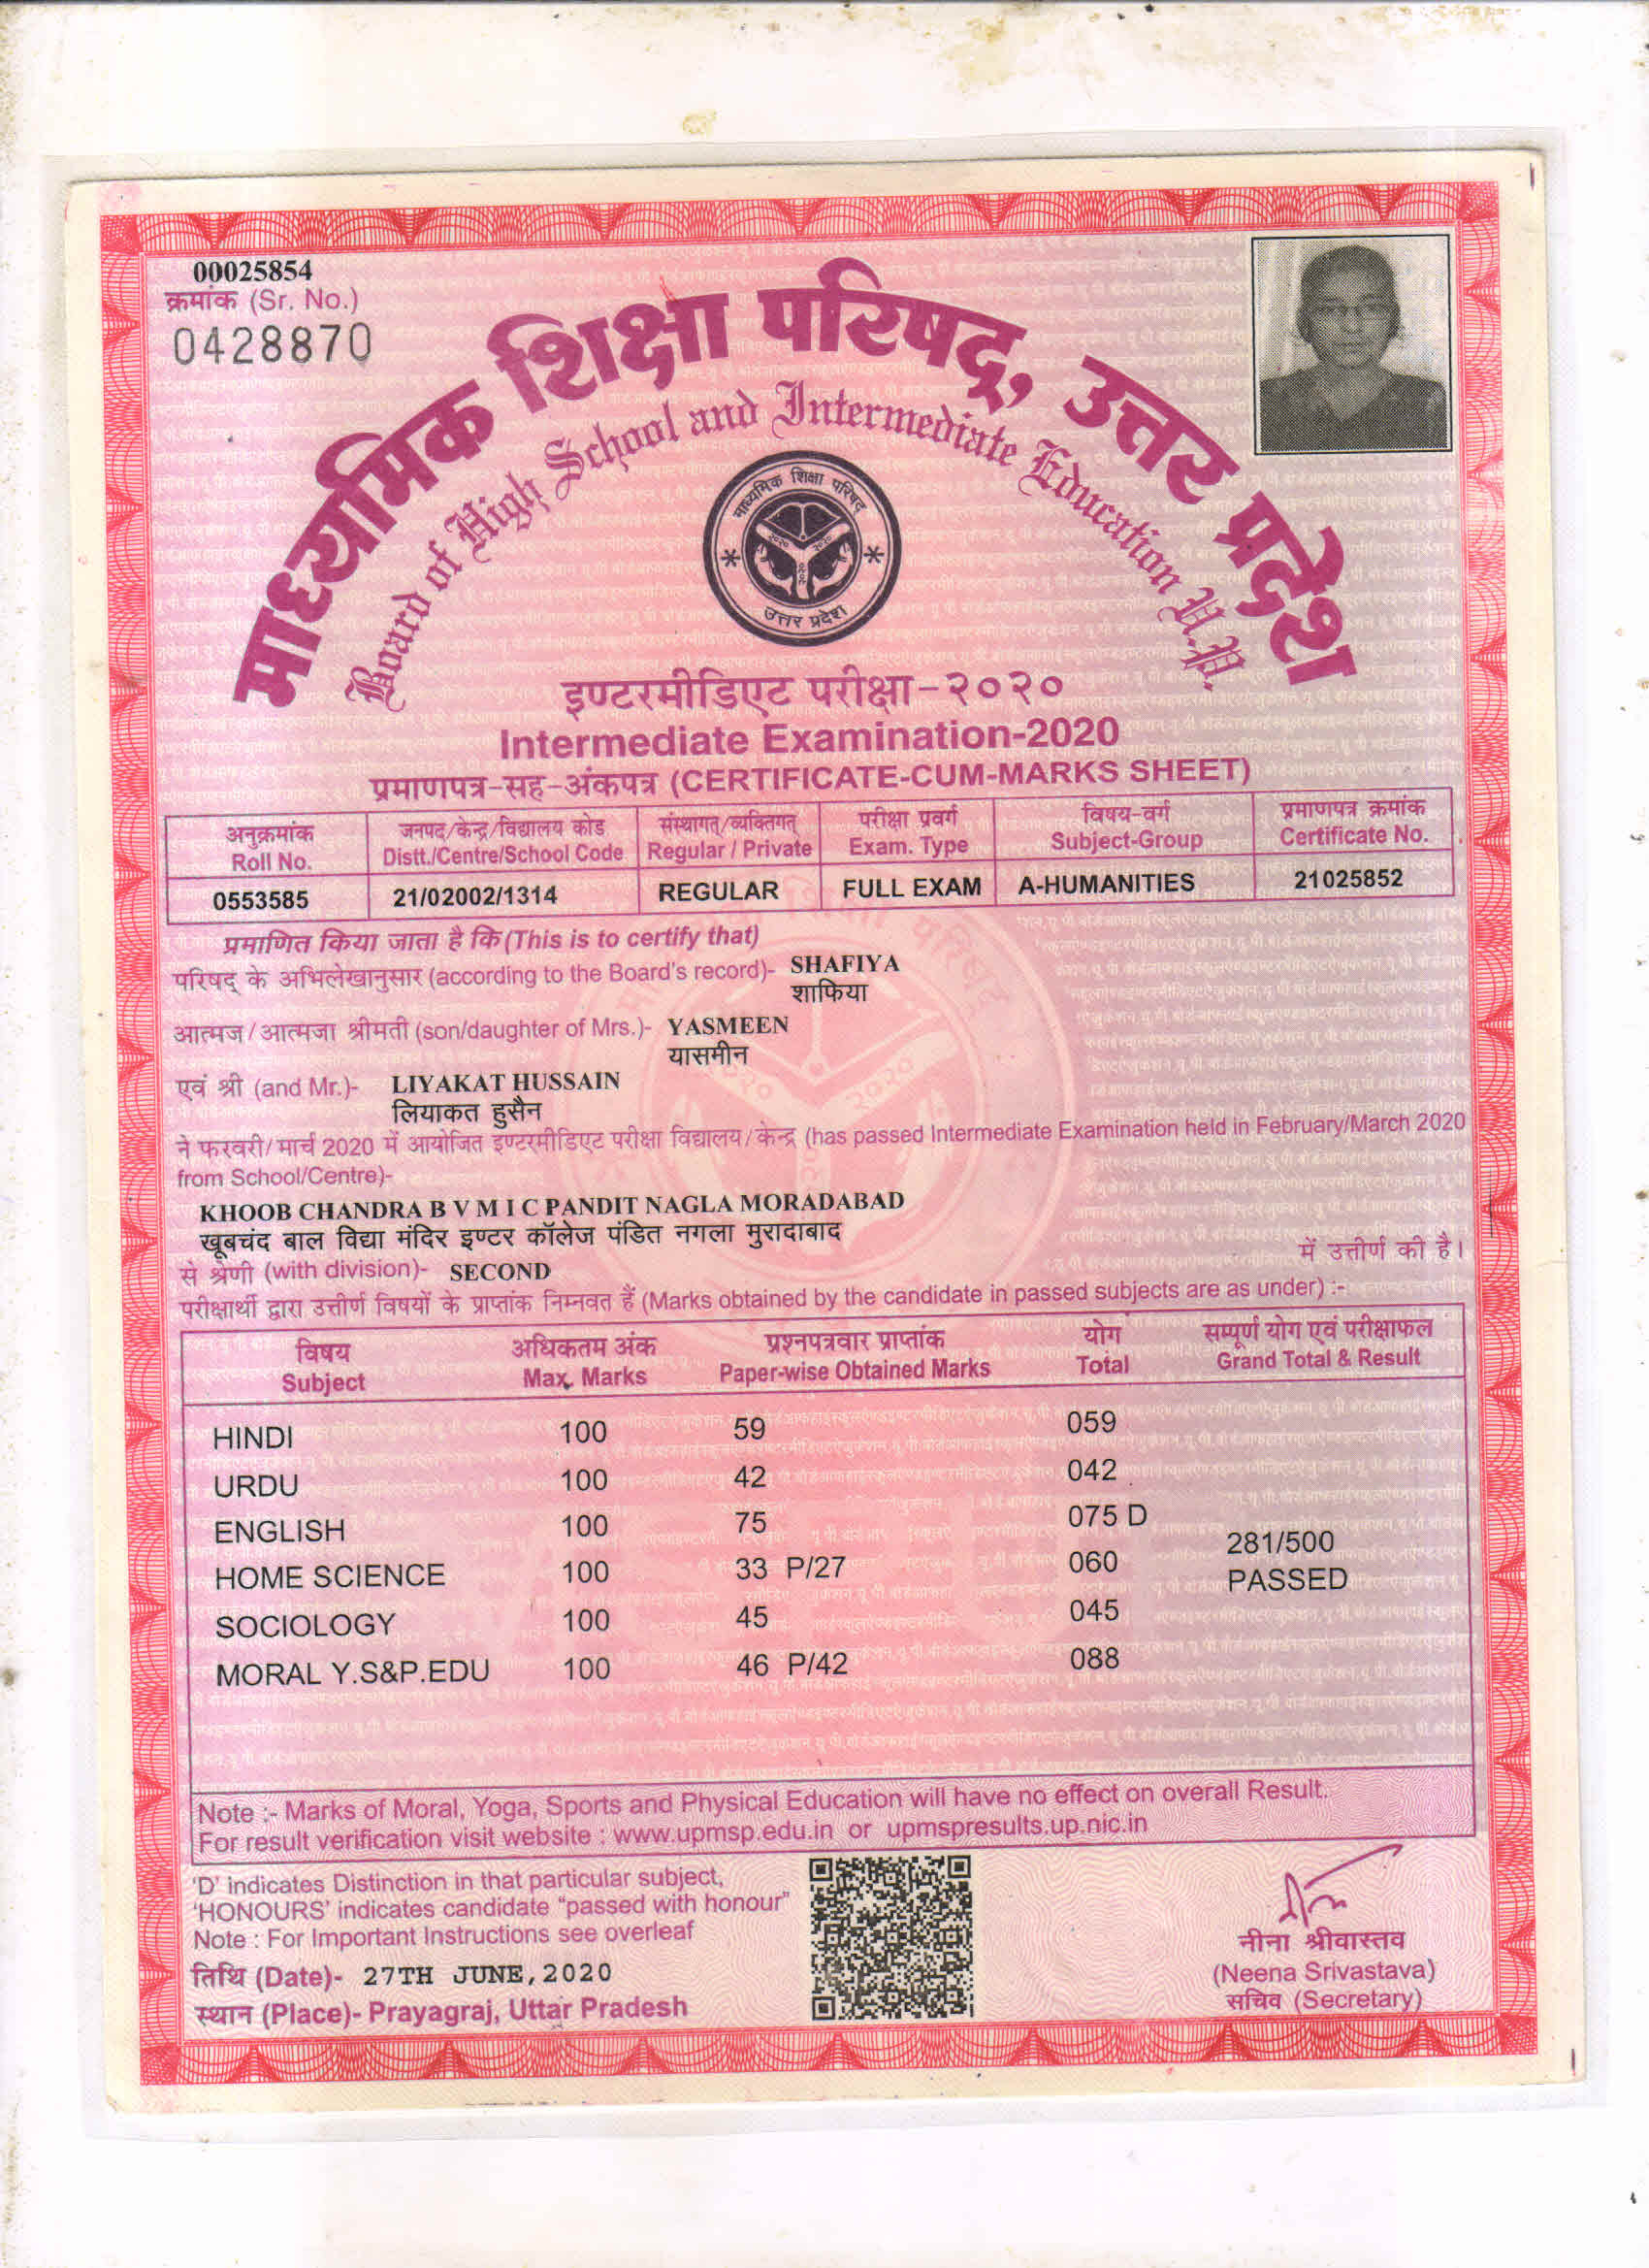 00025854
क्रमांक (Sr. No.)
0428870
माध्यमिक शिक्षा परिषद्, उत्तर प्रदेश
Board of High School and Intermediate Education U.P.
माध्यमिक शिक्षा परिषद
२०२० २०२०
२०२०
उत्तर प्रदेश
इण्टरमीडिएट परीक्षा-२०२०
Intermediate Examination-2020
प्रमाणपत्र-सह-अंकपत्र (CERTIFICATE-CUM-MARKS SHEET)
अनुक्रमांक जनपद/केन्द्र/विद्यालय कोड संस्थागत/व्यक्तिगत परीक्षा प्रवर्ग विषय-वर्ग प्रमाणपत्र क्रमांक
Roll No. Distt./Centre/School Code Regular / Private Exam. Type Subject-Group Certificate No.
0553585 21/02002/1314 REGULAR FULL EXAM A-HUMANITIES 21025852
प्रमाणित किया जाता है कि (This is to certify that)
परिषद् के अभिलेखानुसार (according to the Board's record)- SHAFIYA
शाफिया
आत्मज/आत्मजा श्रीमती (son/daughter of Mrs.)- YASMEEN
यासमीन
एवं श्री (and Mr.)- LIYAKAT HUSSAIN
लियाकत हुसैन
ने फरवरी/मार्च 2020 में आयोजित इण्टरमीडिएट परीक्षा विद्यालय/केन्द्र (has passed Intermediate Examination held in February/March 2020
from School/Centre)-
KHOOB CHANDRA B V M I C PANDIT NAGLA MORADABAD
खूबचंद बाल विद्या मंदिर इण्टर कॉलेज पंडित नगला मुरादाबाद
में उत्तीर्ण की है।
से श्रेणी (with division)- SECOND
परीक्षार्थी द्वारा उत्तीर्ण विषयों के प्राप्तांक निम्नवत हैं (Marks obtained by the candidate in passed subjects are as under) :-
विषय अधिकतम अंक प्रश्नपत्रवार प्राप्तांक योग सम्पूर्ण योग एवं परीक्षाफल
Subject Max. Marks Paper-wise Obtained Marks Total Grand Total & Result
HINDI 100 59 059
URDU 100 42 042
ENGLISH 100 75 075 D
281/500
HOME SCIENCE 100 33 P/27 060
PASSED
SOCIOLOGY 100 45 045
MORAL Y.S&P.EDU 100 46 P/42 088
Note :- Marks of Moral, Yoga, Sports and Physical Education will have no effect on overall Result.
For result verification visit website : www.upmsp.edu.in or upmspresults.up.nic.in
'D' indicates Distinction in that particular subject,
'HONOURS' indicates candidate "passed with honour"
Note : For Important Instructions see overleaf
तिथि (Date)- 27TH JUNE,2020
स्थान (Place)- Prayagraj, Uttar Pradesh
नीना श्रीवास्तव
(Neena Srivastava)
सचिव (Secretary)